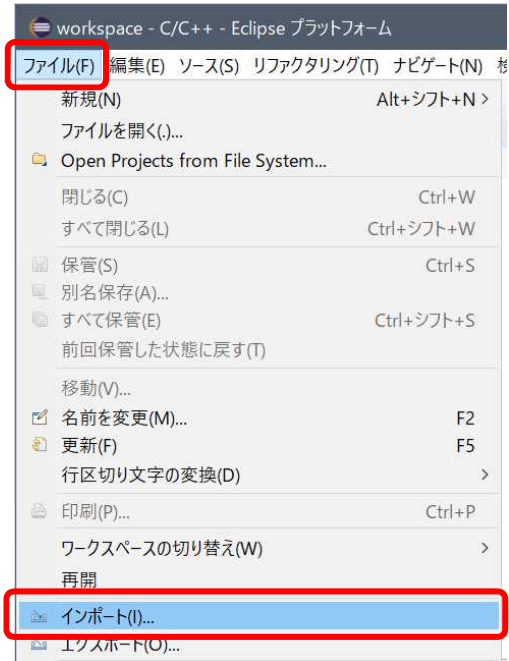 workspace - C/C++ - Eclipse プラットフォーム
ファイル(F) 編集(E) ソース(S) リファクタリング(T) ナビゲート(N)
新規(N) Alt+シフト+N >
ファイルを開く(.)...
Open Projects from File System...
閉じる(C) Ctrl+W
すべて閉じる(L) Ctrl+シフト+W
保管(S) Ctrl+S
別名保存(A)...
すべて保管(E) Ctrl+シフト+S
前回保管した状態に戻す(T)
移動(V)...
名前を変更(M)... F2
更新(F) F5
行区切り文字の変換(D) >
印刷(P)... Ctrl+P
ワークスペースの切り替え(W) >
再開
インポート(I)...
エクスポート(O)...